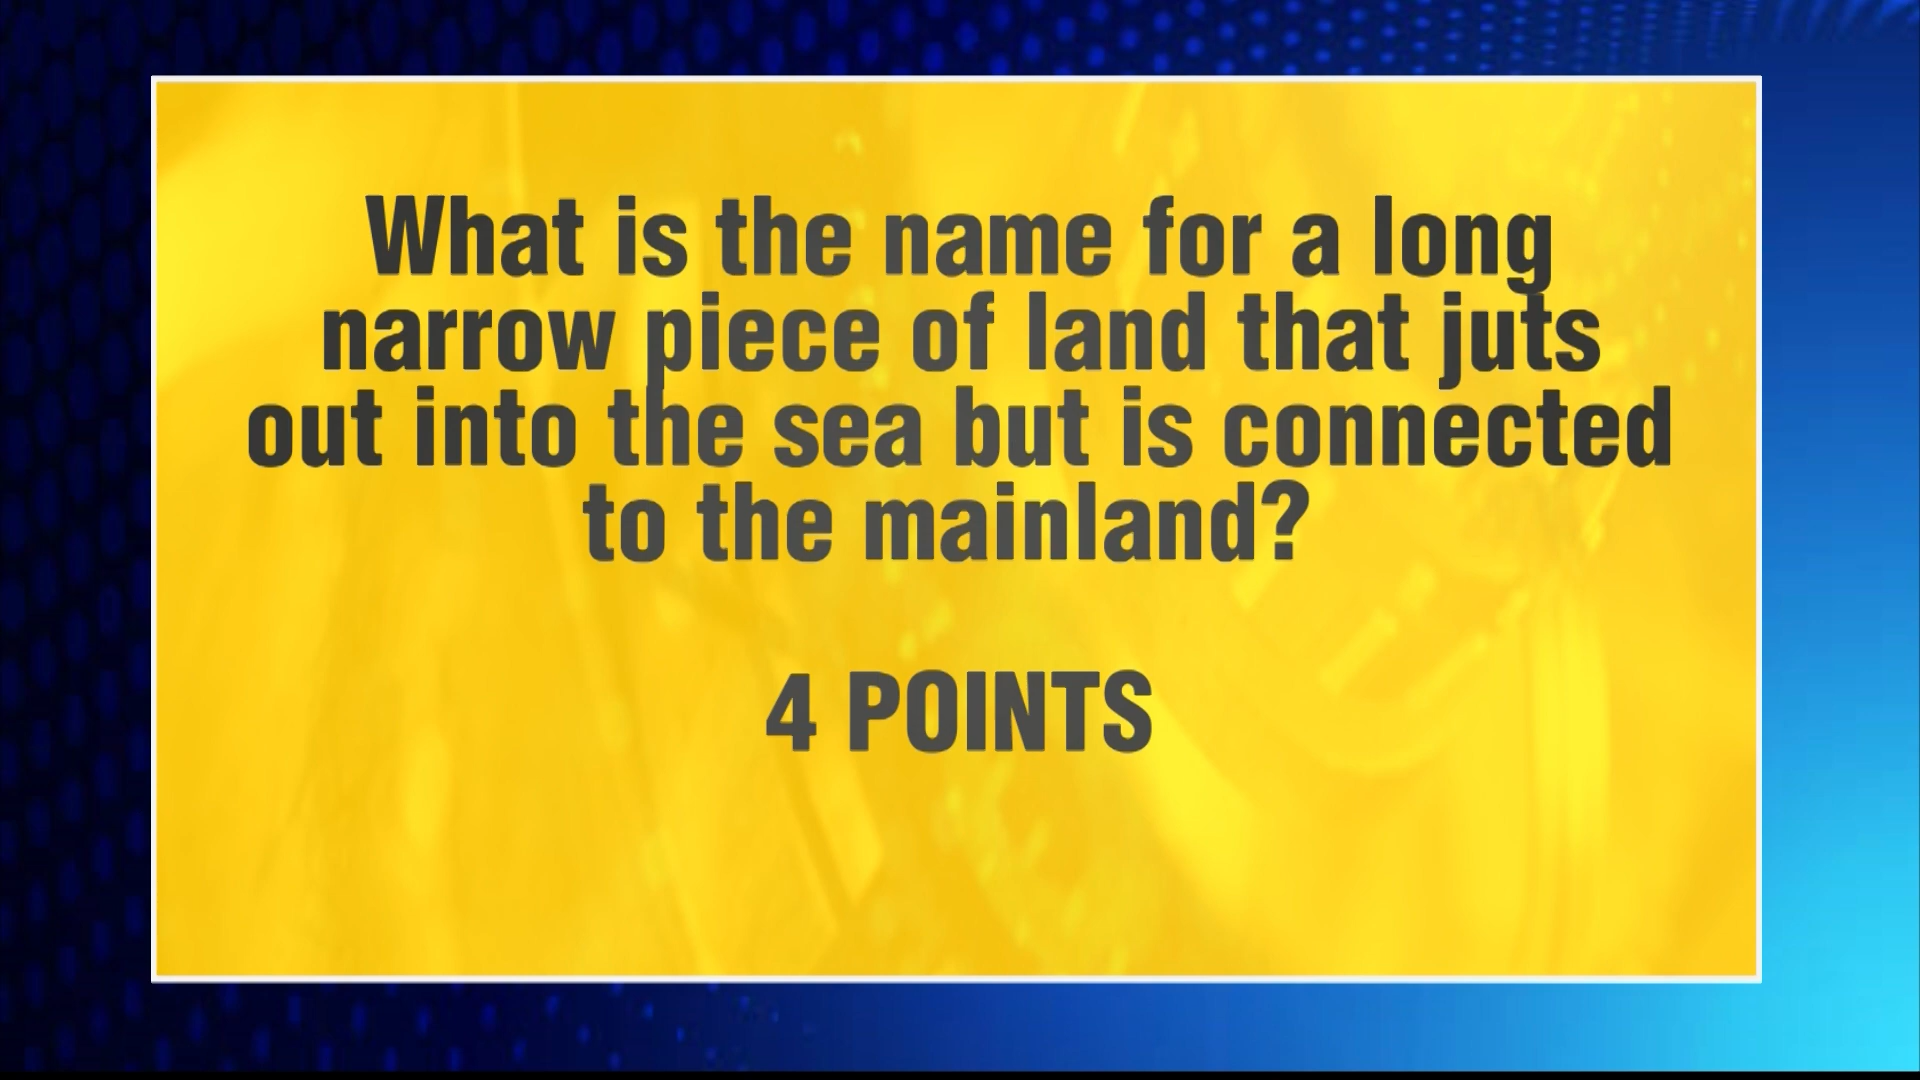 What is the name for a long
narrow piece of land that juts
out into the sea but is connected
to the mainland?
4 POINTS